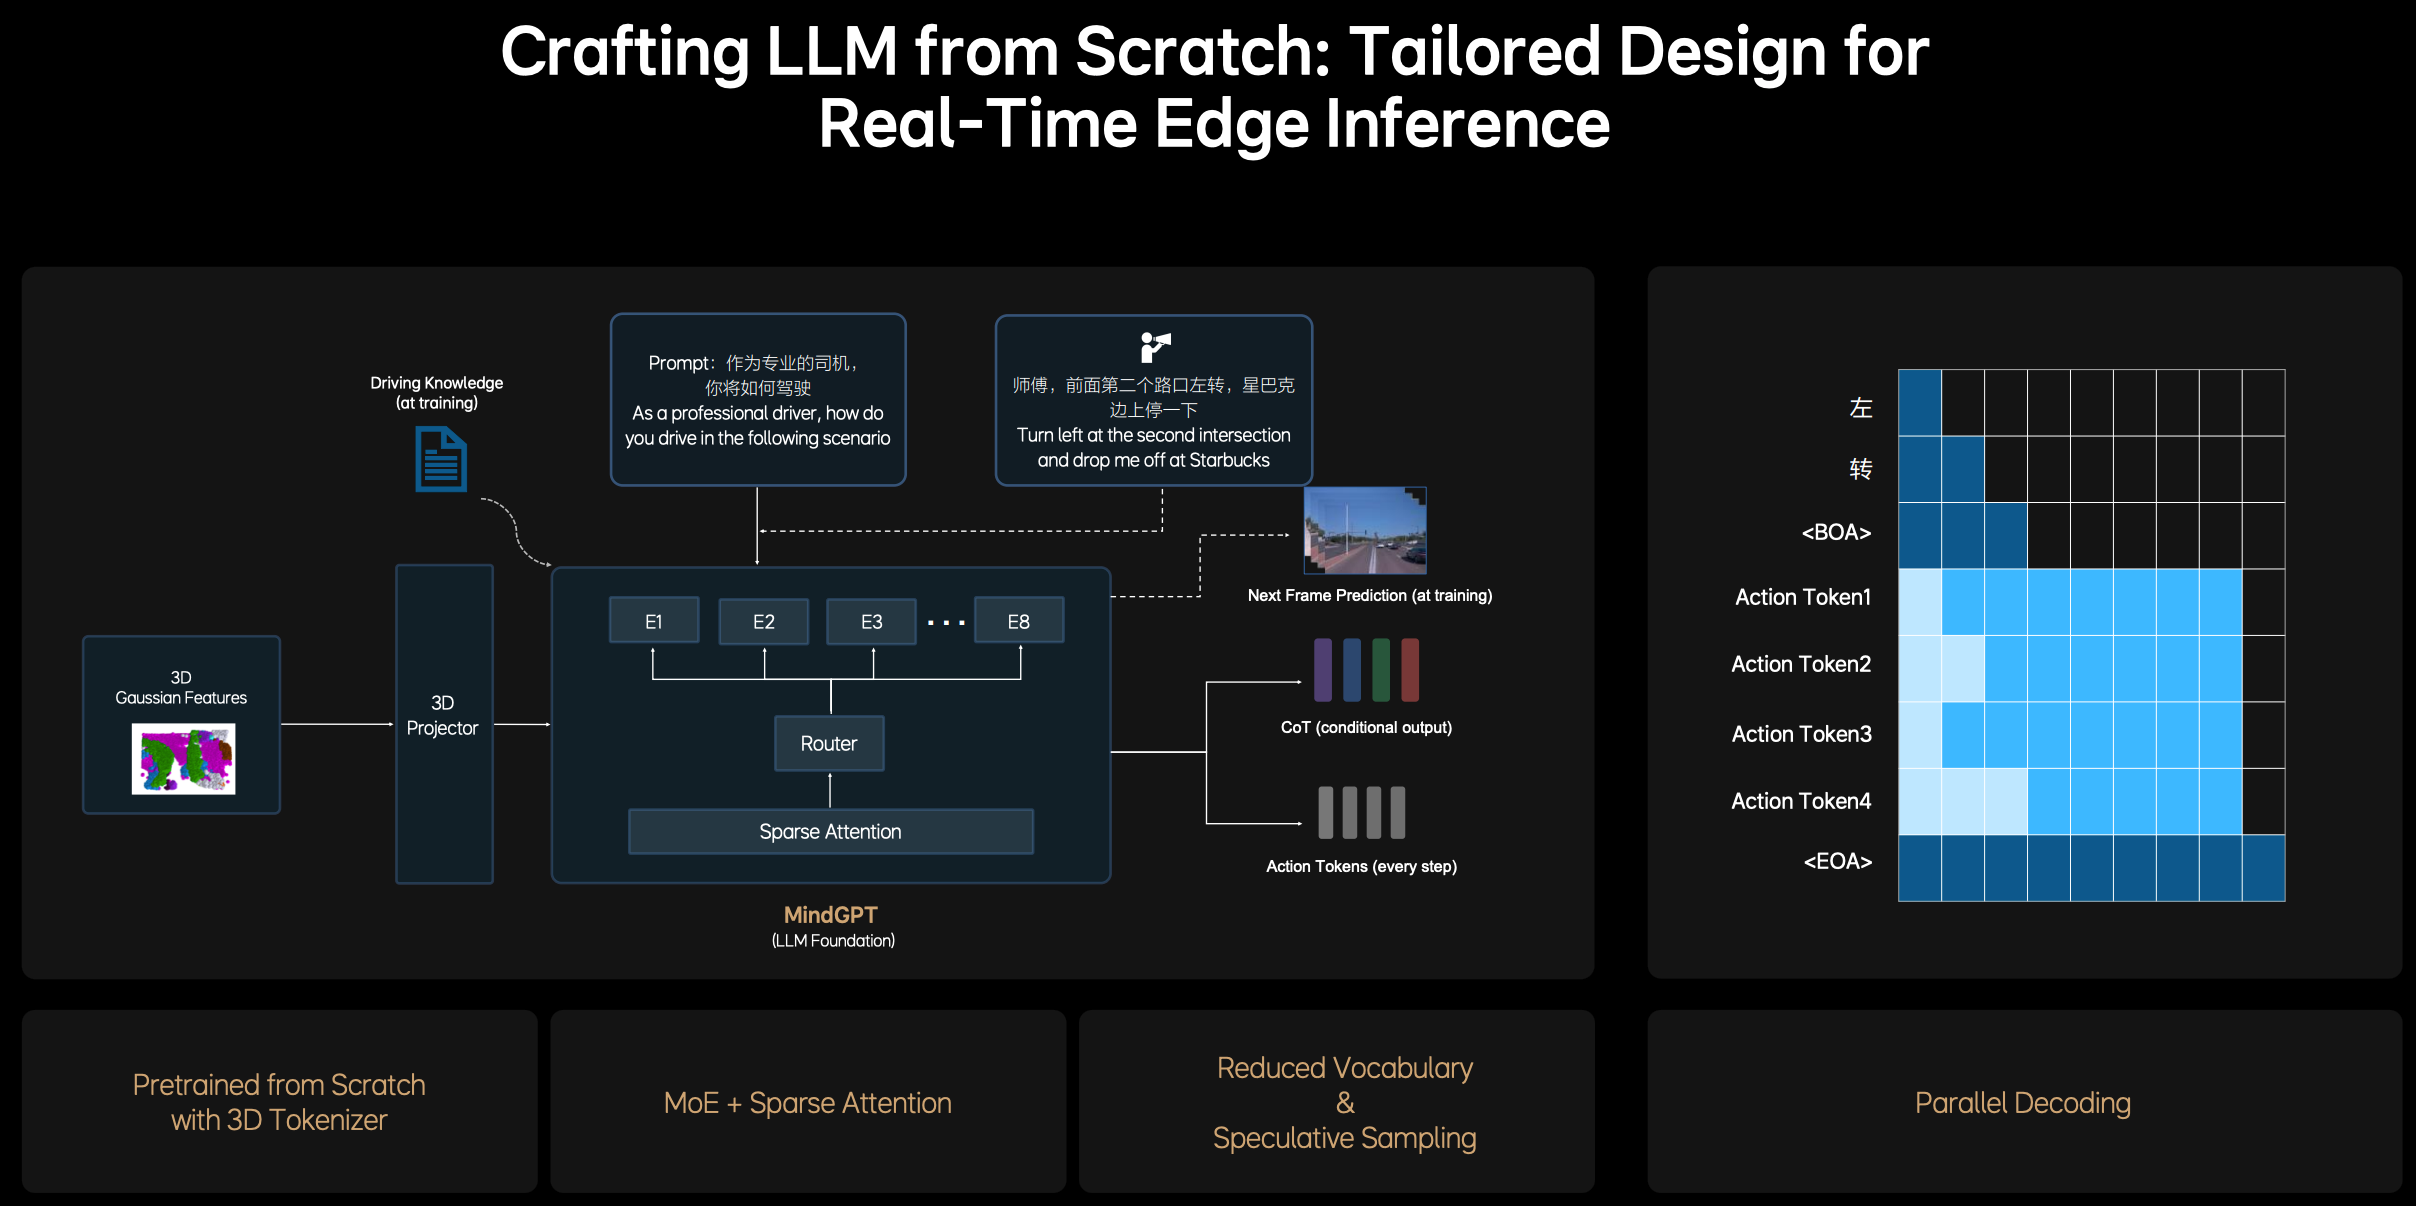 Crafting LLM from Scratch: Tailored Design for
Real-Time Edge Inference
Driving Knowledge
(at training)
Prompt：作为专业的司机，
你将如何驾驶
As a professional driver, how do
you drive in the following scenario
师傅，前面第二个路口左转，星巴克
边上停一下
Turn left at the second intersection
and drop me off at Starbucks
3D
Gaussian Features
3D
Projector
E1
E2
E3
...
E8
Router
Sparse Attention
MindGPT
(LLM Foundation)
Next Frame Prediction (at training)
CoT (conditional output)
Action Tokens (every step)
左
转
<BOA>
Action Token1
Action Token2
Action Token3
Action Token4
<EOA>
Pretrained from Scratch
with 3D Tokenizer
MoE + Sparse Attention
Reduced Vocabulary
&
Speculative Sampling
Parallel Decoding